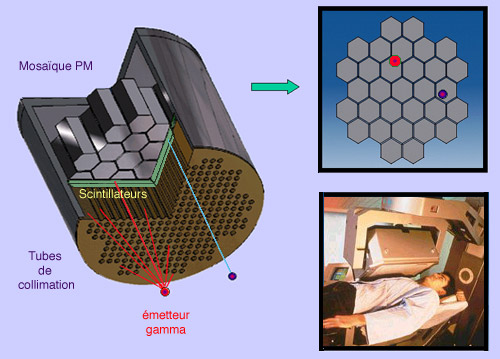 Mosaïque PM
Scintillateurs
Tubes
de
collimation
émetteur
gamma